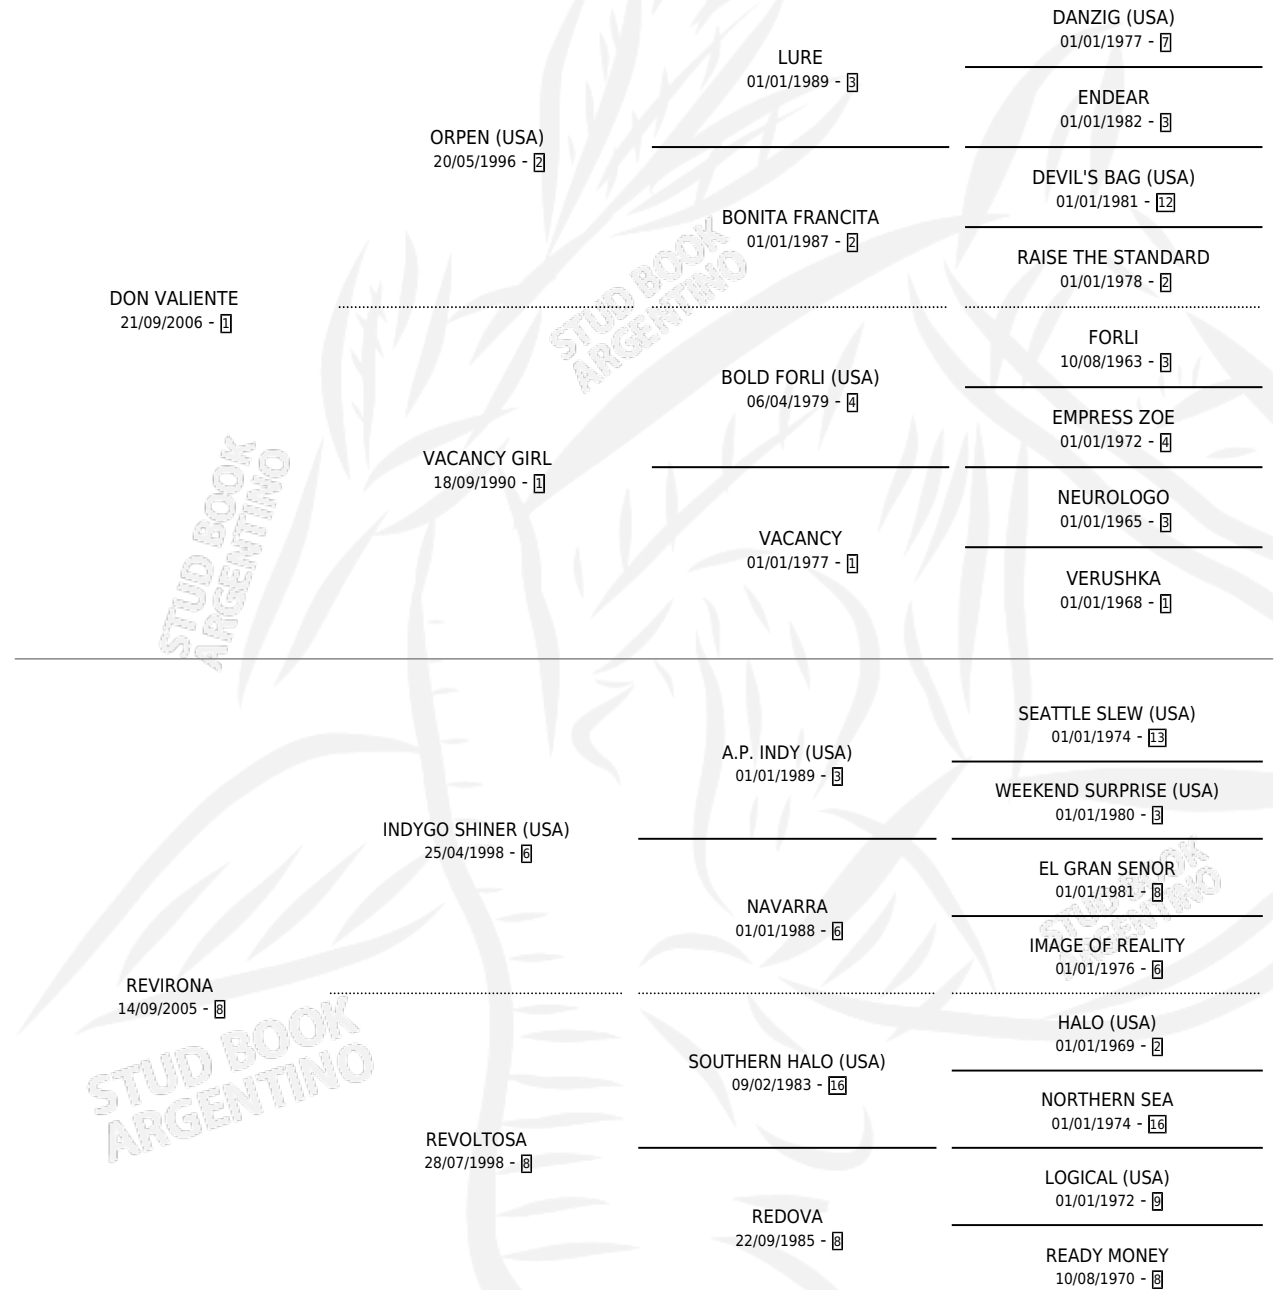 DANZIG (USA)
01/01/1977 - 7
LURE
01/01/1989 - 3
ENDEAR
01/01/1982 - 3
ORPEN (USA)
20/05/1996 - 2
DEVIL'S BAG (USA)
01/01/1981 - 12
BONITA FRANCITA
01/01/1987 - 2
RAISE THE STANDARD
01/01/1978 - 2
DON VALIENTE
21/09/2006 - 1
FORLI
10/08/1963 - 3
BOLD FORLI (USA)
06/04/1979 - 4
EMPRESS ZOE
01/01/1972 - 4
VACANCY GIRL
18/09/1990 - 1
NEUROLOGO
01/01/1965 - 3
VACANCY
01/01/1977 - 1
VERUSHKA
01/01/1968 - 1
STUD BOOK
ARGENTINO
STUD BOOK
ARGENTINO
SEATTLE SLEW (USA)
01/01/1974 - 13
A.P. INDY (USA)
01/01/1989 - 3
WEEKEND SURPRISE (USA)
01/01/1980 - 3
INDYGO SHINER (USA)
25/04/1998 - 6
EL GRAN SENOR
01/01/1981 - 8
NAVARRA
01/01/1988 - 6
IMAGE OF REALITY
01/01/1976 - 6
REVIRONA
14/09/2005 - 8
HALO (USA)
01/01/1969 - 2
SOUTHERN HALO (USA)
09/02/1983 - 16
NORTHERN SEA
01/01/1974 - 16
REVOLTOSA
28/07/1998 - 8
LOGICAL (USA)
01/01/1972 - 9
REDOVA
22/09/1985 - 8
READY MONEY
10/08/1970 - 8
STUD BOOK
ARGENTINO
STUD BOOK
ARGENTINO